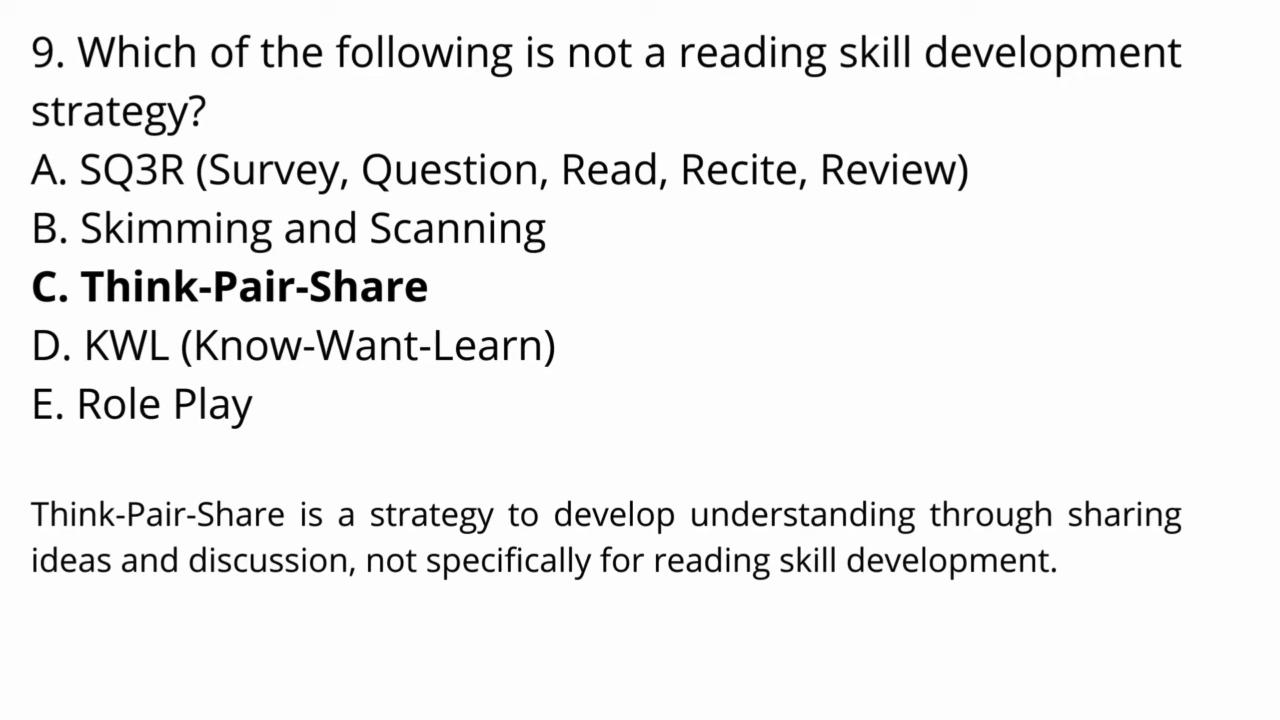 9. Which of the following is not a reading skill development
strategy?
A. SQ3R (Survey, Question, Read, Recite, Review)
B. Skimming and Scanning
C. Think-Pair-Share
D. KWL (Know-Want-Learn)
E. Role Play
Think-Pair-Share is a strategy to develop understanding through sharing
ideas and discussion, not specifically for reading skill development.